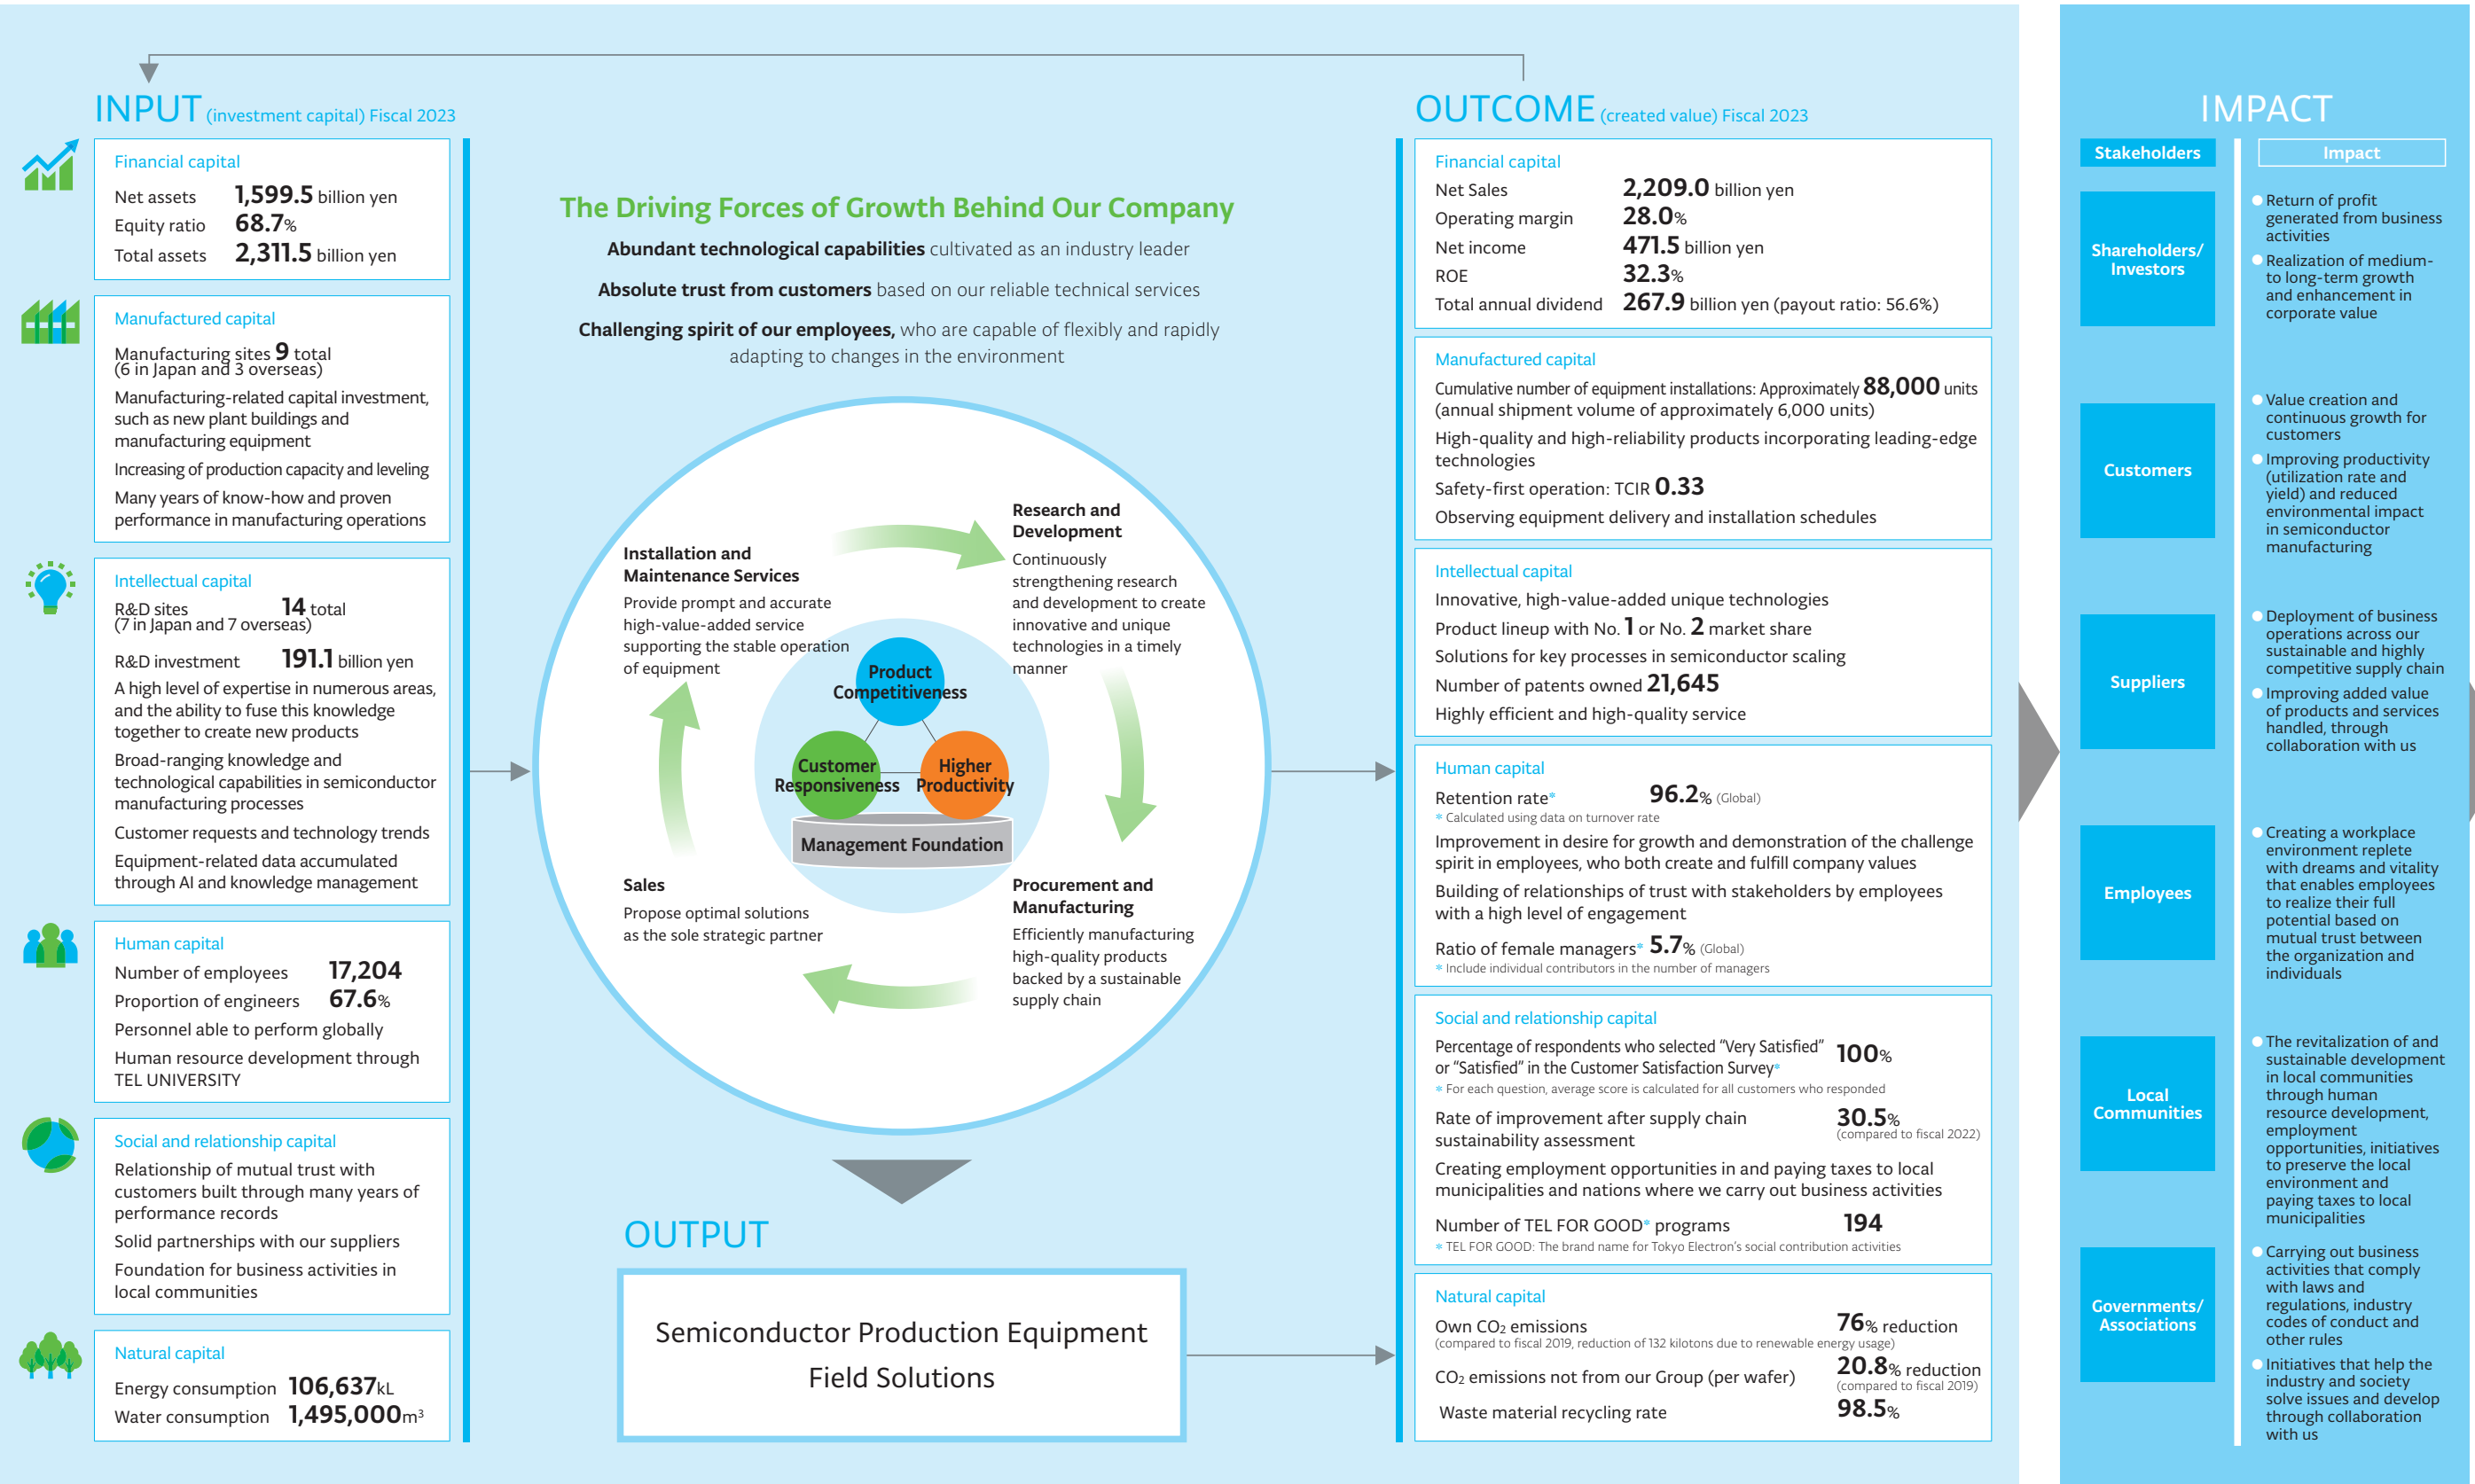 INPUT (investment capital) Fiscal 2023
Financial capital
Net assets 1,599.5 billion yen
Equity ratio 68.7%
Total assets 2,311.5 billion yen
Manufactured capital
Manufacturing sites 9 total
(6 in Japan and 3 overseas)
Manufacturing-related capital investment,
such as new plant buildings and
manufacturing equipment
Increasing of production capacity and leveling
Many years of know-how and proven
performance in manufacturing operations
Intellectual capital
R&D sites 14 total
(7 in Japan and 7 overseas)
R&D investment 191.1 billion yen
A high level of expertise in numerous areas,
and the ability to fuse this knowledge
together to create new products
Broad-ranging knowledge and
technological capabilities in semiconductor
manufacturing processes
Customer requests and technology trends
Equipment-related data accumulated
through AI and knowledge management
Human capital
Number of employees 17,204
Proportion of engineers 67.6%
Personnel able to perform globally
Human resource development through
TEL UNIVERSITY
Social and relationship capital
Relationship of mutual trust with
customers built through many years of
performance records
Solid partnerships with our suppliers
Foundation for business activities in
local communities
Natural capital
Energy consumption 106,637kL
Water consumption 1,495,000m³
The Driving Forces of Growth Behind Our Company
Abundant technological capabilities cultivated as an industry leader
Absolute trust from customers based on our reliable technical services
Challenging spirit of our employees, who are capable of flexibly and rapidly
adapting to changes in the environment
Installation and
Maintenance Services
Provide prompt and accurate
high-value-added service
supporting the stable operation
of equipment
Research and
Development
Continuously
strengthening research
and development to create
innovative and unique
technologies in a timely
manner
Product
Competitiveness
Customer
Responsiveness
Higher
Productivity
Management Foundation
Sales
Propose optimal solutions
as the sole strategic partner
Procurement and
Manufacturing
Efficiently manufacturing
high-quality products
backed by a sustainable
supply chain
OUTPUT
Semiconductor Production Equipment
Field Solutions
OUTCOME (created value) Fiscal 2023
Financial capital
Net Sales 2,209.0 billion yen
Operating margin 28.0%
Net income 471.5 billion yen
ROE 32.3%
Total annual dividend 267.9 billion yen (payout ratio: 56.6%)
Manufactured capital
Cumulative number of equipment installations: Approximately 88,000 units
(annual shipment volume of approximately 6,000 units)
High-quality and high-reliability products incorporating leading-edge
technologies
Safety-first operation: TCIR 0.33
Observing equipment delivery and installation schedules
Intellectual capital
Innovative, high-value-added unique technologies
Product lineup with No. 1 or No. 2 market share
Solutions for key processes in semiconductor scaling
Number of patents owned 21,645
Highly efficient and high-quality service
Human capital
Retention rate* 96.2% (Global)
* Calculated using data on turnover rate
Improvement in desire for growth and demonstration of the challenge
spirit in employees, who both create and fulfill company values
Building of relationships of trust with stakeholders by employees
with a high level of engagement
Ratio of female managers* 5.7% (Global)
* Include individual contributors in the number of managers
Social and relationship capital
Percentage of respondents who selected “Very Satisfied”
or “Satisfied” in the Customer Satisfaction Survey* 100%
* For each question, average score is calculated for all customers who responded
Rate of improvement after supply chain
sustainability assessment
30.5%
(compared to fiscal 2022)
Creating employment opportunities in and paying taxes to local
municipalities and nations where we carry out business activities
Number of TEL FOR GOOD* programs 194
* TEL FOR GOOD: The brand name for Tokyo Electron’s social contribution activities
Natural capital
Own CO₂ emissions 76% reduction
(compared to fiscal 2019, reduction of 132 kilotons due to renewable energy usage)
CO₂ emissions not from our Group (per wafer) 20.8% reduction
(compared to fiscal 2019)
Waste material recycling rate 98.5%
IMPACT
Stakeholders
Impact
Shareholders/
Investors
Return of profit
generated from business
activities
Realization of medium-
to long-term growth
and enhancement in
corporate value
Customers
Value creation and
continuous growth for
customers
Improving productivity
(utilization rate and
yield) and reduced
environmental impact
in semiconductor
manufacturing
Suppliers
Deployment of business
operations across our
sustainable and highly
competitive supply chain
Improving added value
of products and services
handled, through
collaboration with us
Employees
Creating a workplace
environment replete
with dreams and vitality
that enables employees
to realize their full
potential based on
mutual trust between
the organization and
individuals
Local
Communities
The revitalization of and
sustainable development
in local communities
through human
resource development,
employment
opportunities, initiatives
to preserve the local
environment and
paying taxes to local
municipalities
Governments/
Associations
Carrying out business
activities that comply
with laws and
regulations, industry
codes of conduct and
other rules
Initiatives that help the
industry and society
solve issues and develop
through collaboration
with us